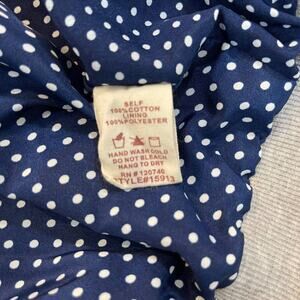 SELF
100%COTTON
LINING
100%POLYESTER
HAND WASH COLD
DO NOT BLEACH
HANG TO DRY
RN # 120740
STYLE#15913